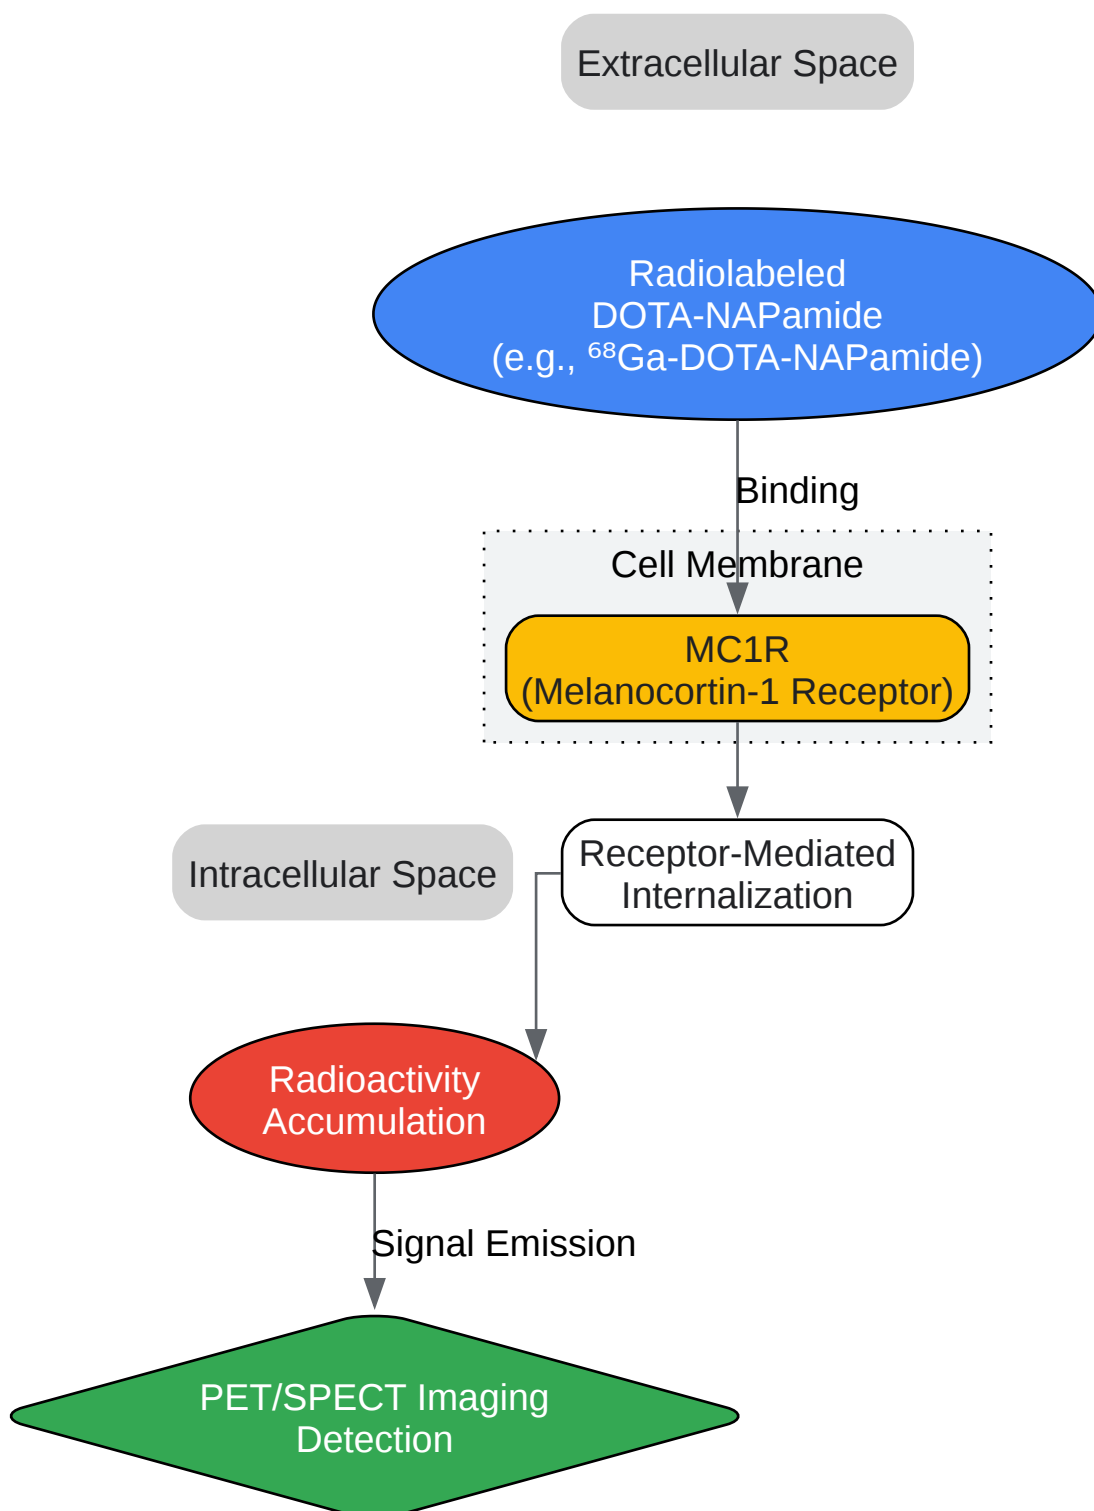 Extracellular Space
Radiolabeled
DOTA-NAPamide
(e.g., ⁶⁸Ga-DOTA-NAPamide)
Binding
Cell Membrane
MC1R
(Melanocortin-1 Receptor)
Receptor-Mediated
Internalization
Intracellular Space
Radioactivity
Accumulation
Signal Emission
PET/SPECT Imaging
Detection